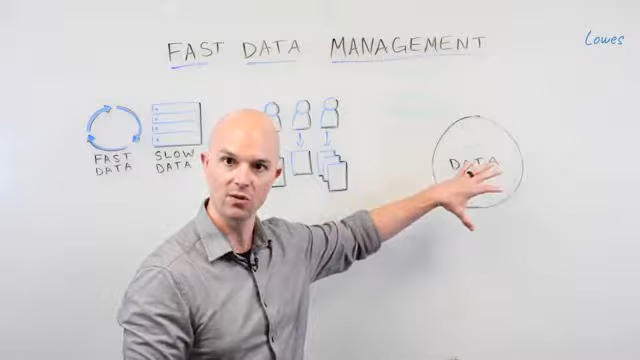 FAST DATA MANAGEMENT
Lowes
FAST
DATA
SLOW
DATA
DATA